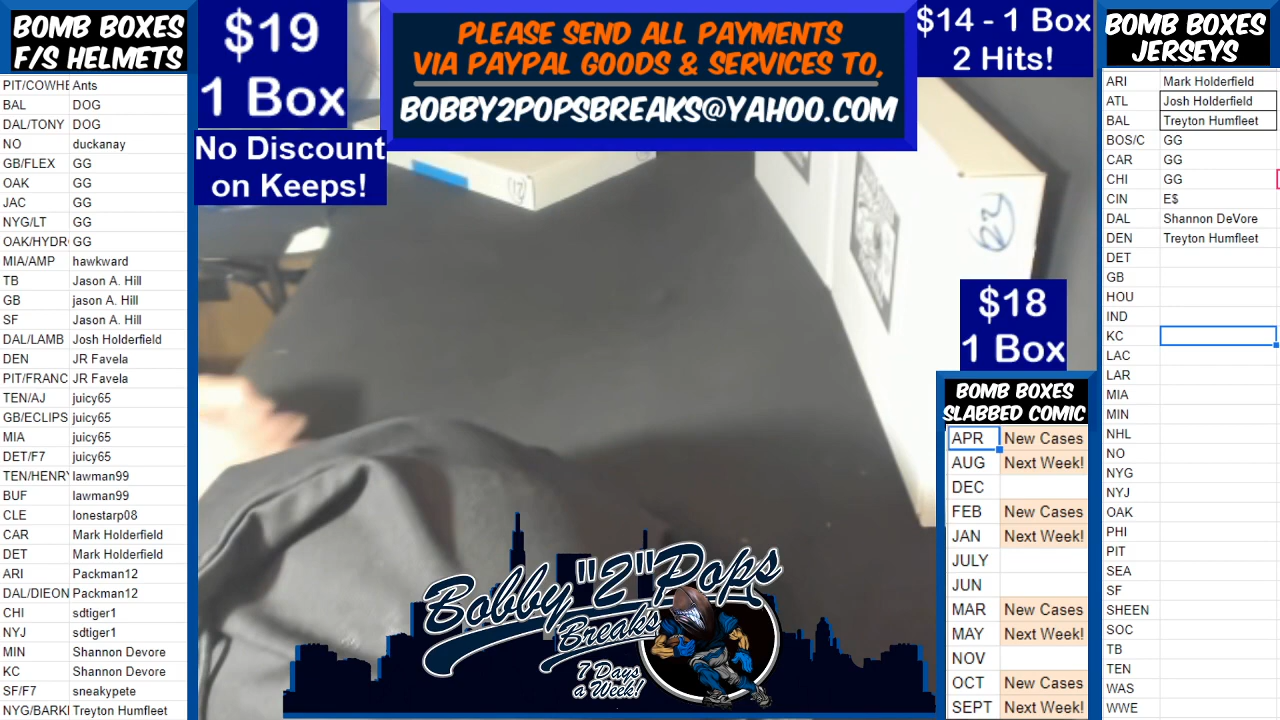 BOMB BOXES
F/S HELMETS
PIT/COWHE Ants
BAL DOG
DAL/TONY DOG
NO duckanay
GB/FLEX GG
OAK GG
JAC GG
NYG/LT GG
OAK/HYDR GG
MIA/AMP hawkward
TB Jason A. Hill
GB jason A. Hill
SF Jason A. Hill
DAL/LAMB Josh Holderfield
DEN JR Favela
PIT/FRANC JR Favela
TEN/AJ juicy65
GB/ECLIPS juicy65
MIA juicy65
DET/F7 juicy65
TEN/HENRY lawman99
BUF lawman99
CLE lonestarp08
CAR Mark Holderfield
DET Mark Holderfield
ARI Packman12
DAL/DIEON Packman12
CHI sdtiger1
NYJ sdtiger1
MIN Shannon Devore
KC Shannon Devore
SF/F7 sneakypete
NYG/BARKI Treyton Humfleet
$19
1 Box
No Discount
on Keeps!
PLEASE SEND ALL PAYMENTS
VIA PAYPAL GOODS & SERVICES TO,
BOBBY2POPSBREAKS@YAHOO.COM
$14 - 1 Box
2 Hits!
23
21
$18
1 Box
BOMB BOXES
SLABBED COMIC
APR New Cases
AUG Next Week!
DEC
FEB New Cases
JAN Next Week!
JULY
JUN
MAR New Cases
MAY Next Week!
NOV
OCT New Cases
SEPT Next Week!
Bobby "2" Pops
Breaks
7 Days
a Week!
BOMB BOXES
JERSEYS
ARI Mark Holderfield
ATL Josh Holderfield
BAL Treyton Humfleet
BOS/C GG
CAR GG
CHI GG
CIN E$
DAL Shannon DeVore
DEN Treyton Humfleet
DET
GB
HOU
IND
KC
LAC
LAR
MIA
MIN
NHL
NO
NYG
NYJ
OAK
PHI
PIT
SEA
SF
SHEEN
SOC
TB
TEN
WAS
WWE